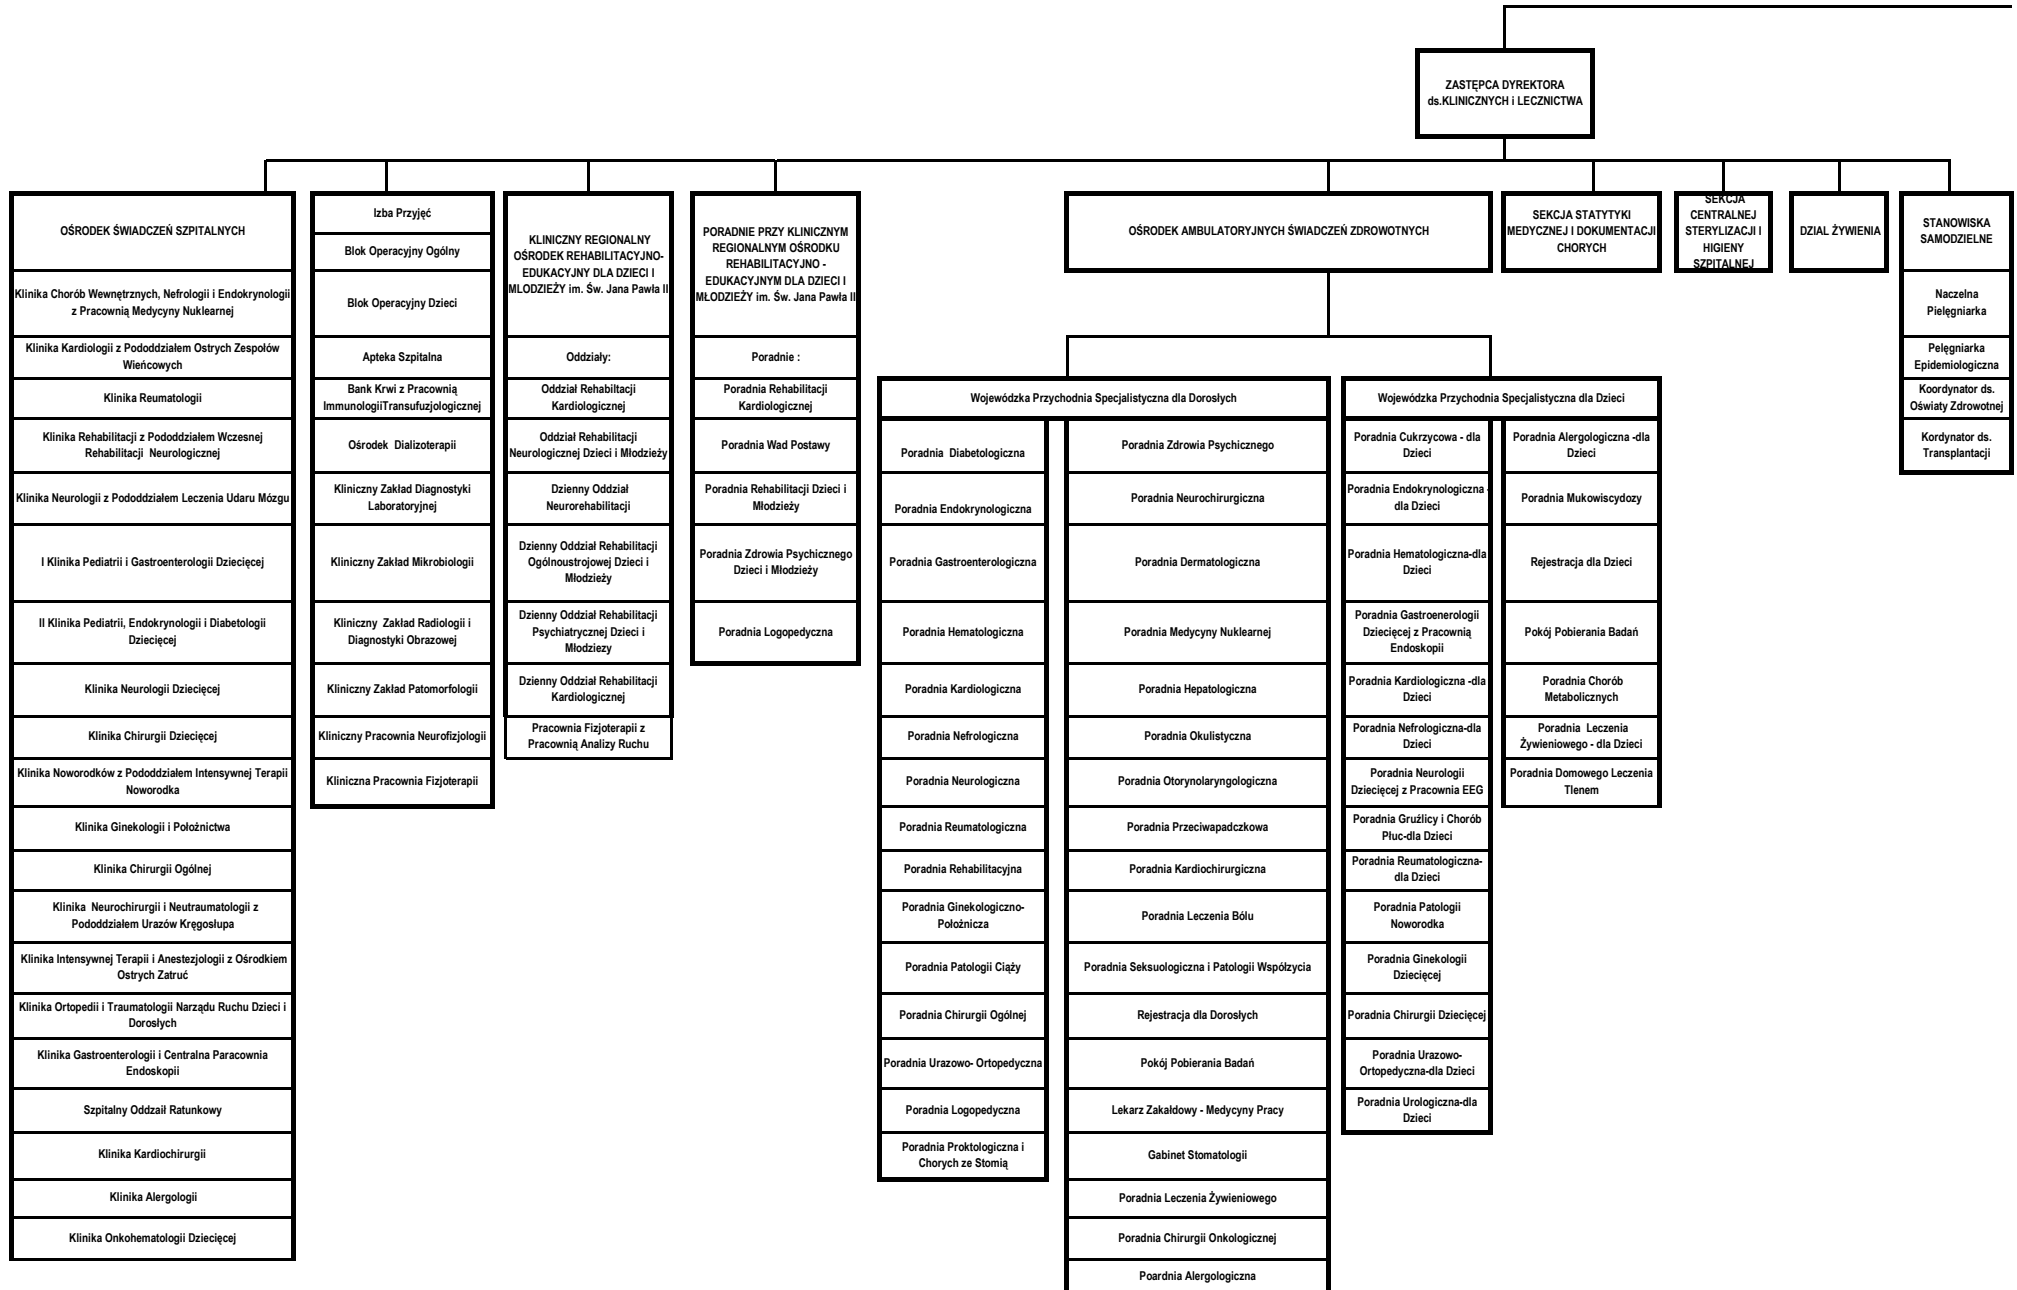 ZASTĘPCA DYREKTORA
ds.KLINICZNYCH i LECZNICTWA
OŚRODEK ŚWIADCZEŃ SZPITALNYCH
Klinika Chorób Wewnętrznych, Nefrologii i Endokrynologii
z Pracownią Medycyny Nuklearnej
Klinika Kardiologii z Pododdziałem Ostrych Zespołów
Wieńcowych
Klinika Reumatologii
Klinika Rehabilitacji z Pododdziałem Wczesnej
Rehabilitacji Neurologicznej
Klinika Neurologii z Pododdziałem Leczenia Udaru Mózgu
I Klinika Pediatrii i Gastroenterologii Dziecięcej
II Klinika Pediatrii, Endokrynologii i Diabetologii
Dziecięcej
Klinika Neurologii Dziecięcej
Klinika Chirurgii Dziecięcej
Klinika Noworodków z Pododdziałem Intensywnej Terapii
Noworodka
Klinika Ginekologii i Położnictwa
Klinika Chirurgii Ogólnej
Klinika Neurochirurgii i Neutraumatologii z
Pododdziałem Urazów Kręgosłupa
Klinika Intensywnej Terapii i Anestezjologii z Ośrodkiem
Ostrych Zatruć
Klinika Ortopedii i Traumatologii Narządu Ruchu Dzieci i
Dorosłych
Klinika Gastroenterologii i Centralna Paracownia
Endoskopii
Szpitalny Oddzaił Ratunkowy
Klinika Kardiochirurgii
Klinika Alergologii
Klinika Onkohematologii Dziecięcej
Izba Przyjęć
Blok Operacyjny Ogólny
Blok Operacyjny Dzieci
Apteka Szpitalna
Bank Krwi z Pracownią
ImmunologiiTransufuzjologicznej
Ośrodek Dializoterapii
Kliniczny Zakład Diagnostyki
Laboratoryjnej
Kliniczny Zakład Mikrobiologii
Kliniczny Zakład Radiologii i
Diagnostyki Obrazowej
Kliniczny Zakład Patomorfologii
Kliniczny Pracownia Neurofizjologii
Kliniczna Pracownia Fizjoterapii
KLINICZNY REGIONALNY
OŚRODEK REHABILITACYJNO-
EDUKACYJNY DLA DZIECI I
MLODZIEŻY im. Św. Jana Pawła II
Oddziały:
Oddział Rehabiltacji
Kardiologicznej
Oddział Rehabilitacji
Neurologicznej Dzieci i Młodzieży
Dzienny Oddział
Neurorehabilitacji
Dzienny Oddział Rehabilitacji
Ogólnoustrojowej Dzieci i
Młodzieży
Dzienny Oddział Rehabilitacji
Psychiatrycznej Dzieci i
Młodziezy
Dzienny Oddział Rehabilitacji
Kardiologicznej
Pracownia Fizjoterapii z
Pracownią Analizy Ruchu
PORADNIE PRZY KLINICZNYM
REGIONALNYM OŚRODKU
REHABILITACYJNO -
EDUKACYJNYM DLA DZIECI I
MŁODZIEŻY im. Św. Jana Pawła II
Poradnie :
Poradnia Rehabilitacji
Kardiologicznej
Poradnia Wad Postawy
Poradnia Rehabilitacji Dzieci i
Młodzieży
Poradnia Zdrowia Psychicznego
Dzieci i Młodzieży
Poradnia Logopedyczna
OŚRODEK AMBULATORYJNYCH ŚWIADCZEŃ ZDROWOTNYCH
Wojewódzka Przychodnia Specjalistyczna dla Dorosłych
Poradnia Diabetologiczna
Poradnia Endokrynologiczna
Poradnia Gastroenterologiczna
Poradnia Hematologiczna
Poradnia Kardiologiczna
Poradnia Nefrologiczna
Poradnia Neurologiczna
Poradnia Reumatologiczna
Poradnia Rehabilitacyjna
Poradnia Ginekologiczno-
Położnicza
Poradnia Patologii Ciąży
Poradnia Chirurgii Ogólnej
Poradnia Urazowo- Ortopedyczna
Poradnia Logopedyczna
Poradnia Proktologiczna i
Chorych ze Stomią
Poradnia Zdrowia Psychicznego
Poradnia Neurochirurgiczna
Poradnia Dermatologiczna
Poradnia Medycyny Nuklearnej
Poradnia Hepatologiczna
Poradnia Okulistyczna
Poradnia Otorynolaryngologiczna
Poradnia Przeciwapadczkowa
Poradnia Kardiochirurgiczna
Poradnia Leczenia Bólu
Poradnia Seksuologiczna i Patologii Współzycia
Rejestracja dla Dorosłych
Pokój Pobierania Badań
Lekarz Zakałdowy - Medycyny Pracy
Gabinet Stomatologii
Poradnia Leczenia Żywieniowego
Poradnia Chirurgii Onkologicznej
Poardnia Alergologiczna
Wojewódzka Przychodnia Specjalistyczna dla Dzieci
Poradnia Cukrzycowa - dla
Dzieci
Poradnia Endokrynologiczna -
dla Dzieci
Poradnia Hematologiczna-dla
Dzieci
Poradnia Gastroenerologii
Dziecięcej z Pracownią
Endoskopii
Poradnia Kardiologiczna -dla
Dzieci
Poradnia Nefrologiczna-dla
Dzieci
Poradnia Neurologii
Dziecięcej z Pracownia EEG
Poradnia Gruźlicy i Chorób
Płuc-dla Dzieci
Poradnia Reumatologiczna-
dla Dzieci
Poradnia Patologii
Noworodka
Poradnia Ginekologii
Dziecięcej
Poradnia Chirurgii Dziecięcej
Poradnia Urazowo-
Ortopedyczna-dla Dzieci
Poradnia Urologiczna-dla
Dzieci
Poradnia Alergologiczna -dla
Dzieci
Poradnia Mukowiscydozy
Rejestracja dla Dzieci
Pokój Pobierania Badań
Poradnia Chorób
Metabolicznych
Poradnia Leczenia
Żywieniowego - dla Dzieci
Poradnia Domowego Leczenia
Tlenem
SEKCJA STATYTYKI
MEDYCZNEJ I DOKUMENTACJI
CHORYCH
SEKCJA
CENTRALNEJ
STERYLIZACJI I
HIGIENY
SZPITALNEJ
DZIAL ŻYWIENIA
STANOWISKA
SAMODZIELNE
Naczelna
Pielęgniarka
Pelęgniarka
Epidemiologiczna
Koordynator ds.
Oświaty Zdrowotnej
Kordynator ds.
Transplantacji